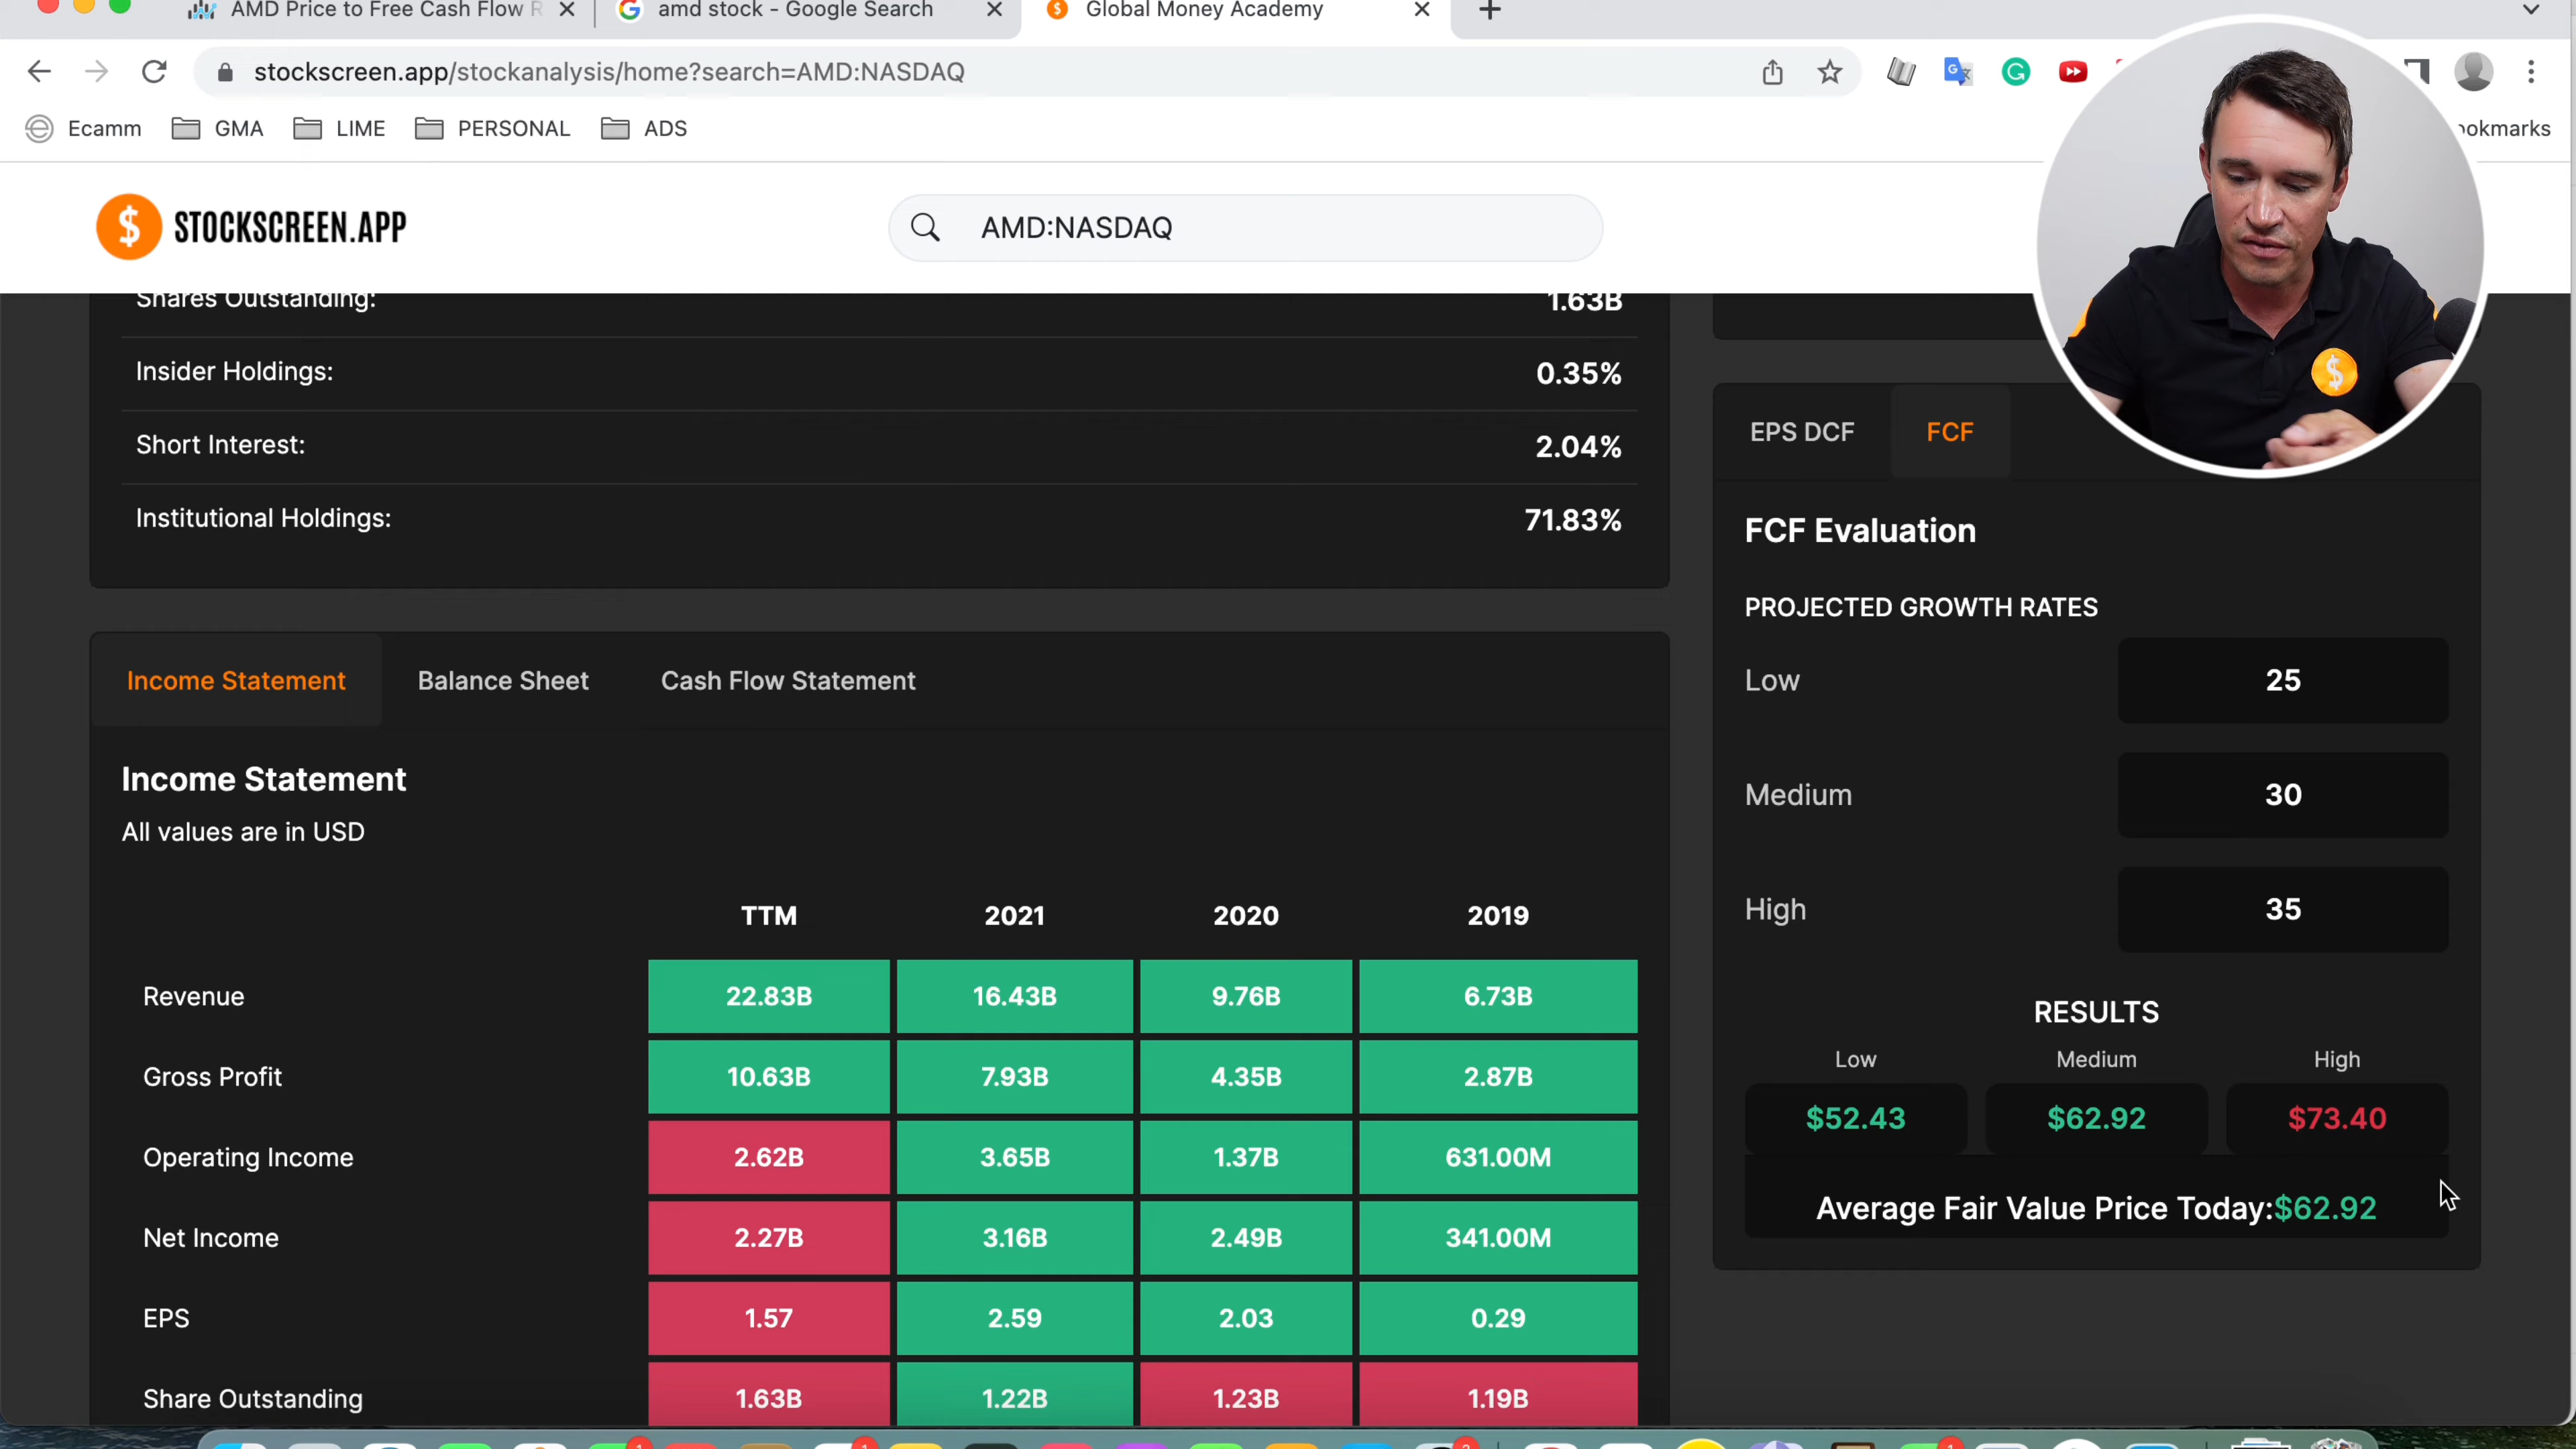 AMD Price to Free Cash Flow R
amd stock - Google Search
Global Money Academy
stockscreen.app/stockanalysis/home?search=AMD:NASDAQ
Ecamm GMA LIME PERSONAL ADS
STOCKSCREEN.APP
AMD:NASDAQ
Shares Outstanding: 1.63B
Insider Holdings: 0.35%
Short Interest: 2.04%
Institutional Holdings: 71.83%
Income Statement Balance Sheet Cash Flow Statement
Income Statement
All values are in USD
TTM 2021 2020 2019
Revenue 22.83B 16.43B 9.76B 6.73B
Gross Profit 10.63B 7.93B 4.35B 2.87B
Operating Income 2.62B 3.65B 1.37B 631.00M
Net Income 2.27B 3.16B 2.49B 341.00M
EPS 1.57 2.59 2.03 0.29
Share Outstanding 1.63B 1.22B 1.23B 1.19B
EPS DCF FCF
FCF Evaluation
PROJECTED GROWTH RATES
Low 25
Medium 30
High 35
RESULTS
Low Medium High
$52.43 $62.92 $73.40
Average Fair Value Price Today:$62.92